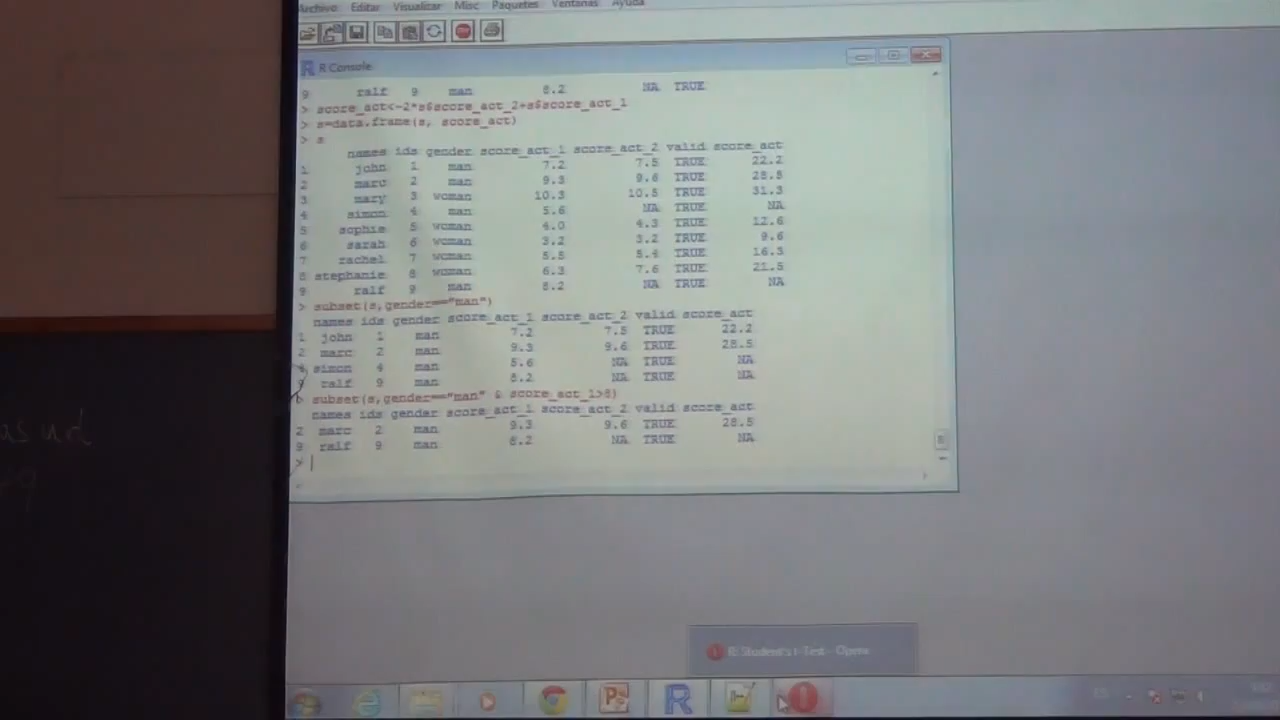 Archivo Editar Visualizar Misc Paquetes Ventanas Ayuda
R Console
9 ralf 9 man 8.2 NA TRUE
> score_act<-2*s$score_act_2+s$score_act_1
> s=data.frame(s, score_act)
> s
names ids gender score_act_1 score_act_2 valid score_act
1 john 1 man 7.2 7.5 TRUE 22.2
2 marc 2 man 9.3 9.6 TRUE 28.5
3 mary 3 woman 10.3 10.5 TRUE 31.3
4 simon 4 man 5.6 NA TRUE NA
5 sophie 5 woman 4.0 4.3 TRUE 12.6
6 sarah 6 woman 3.2 3.2 TRUE 9.6
7 rachel 7 woman 5.5 5.4 TRUE 16.3
8 stephanie 8 woman 6.3 7.6 TRUE 21.5
9 ralf 9 man 8.2 NA TRUE NA
> subset(s,gender=="man")
names ids gender score_act_1 score_act_2 valid score_act
1 john 1 man 7.2 7.5 TRUE 22.2
2 marc 2 man 9.3 9.6 TRUE 28.5
4 simon 4 man 5.6 NA TRUE NA
9 ralf 9 man 8.2 NA TRUE NA
> subset(s,gender=="man" & score_act_1>8)
names ids gender score_act_1 score_act_2 valid score_act
2 marc 2 man 9.3 9.6 TRUE 28.5
9 ralf 9 man 8.2 NA TRUE NA
>
R: Student's t-Test - Opera
ES